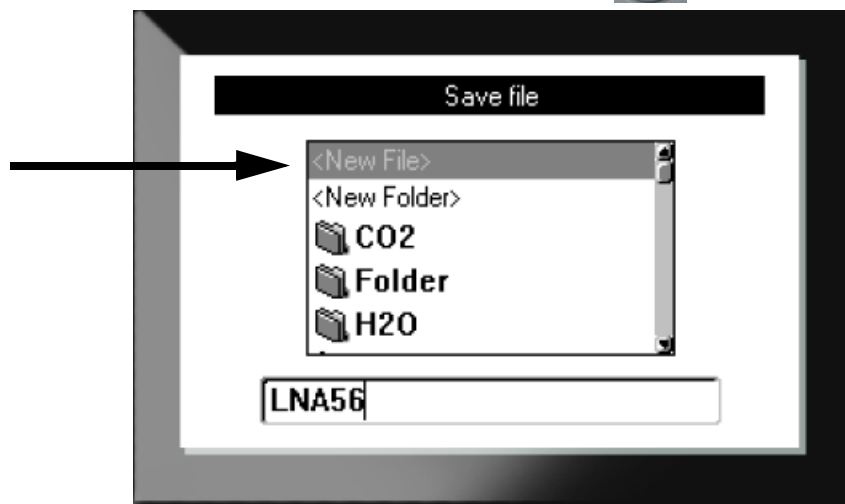 Save file
<New File>
<New Folder>
CO2
Folder
H2O
LNA56